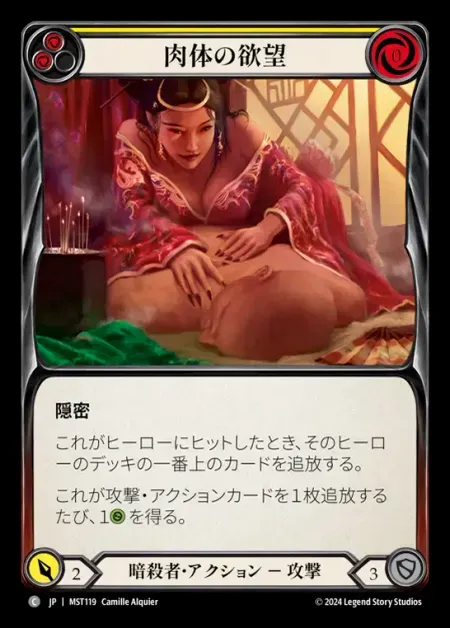 肉体の欲望
0
隠密
これがヒーローにヒットしたとき、そのヒーロ
ーのデッキの一番上のカードを追放する。
これが攻撃・アクションカードを1枚追放する
たび、1を得る。
2
暗殺者・アクション － 攻撃
3
C JP | MST119 Camille Alquier
© 2024 Legend Story Studios